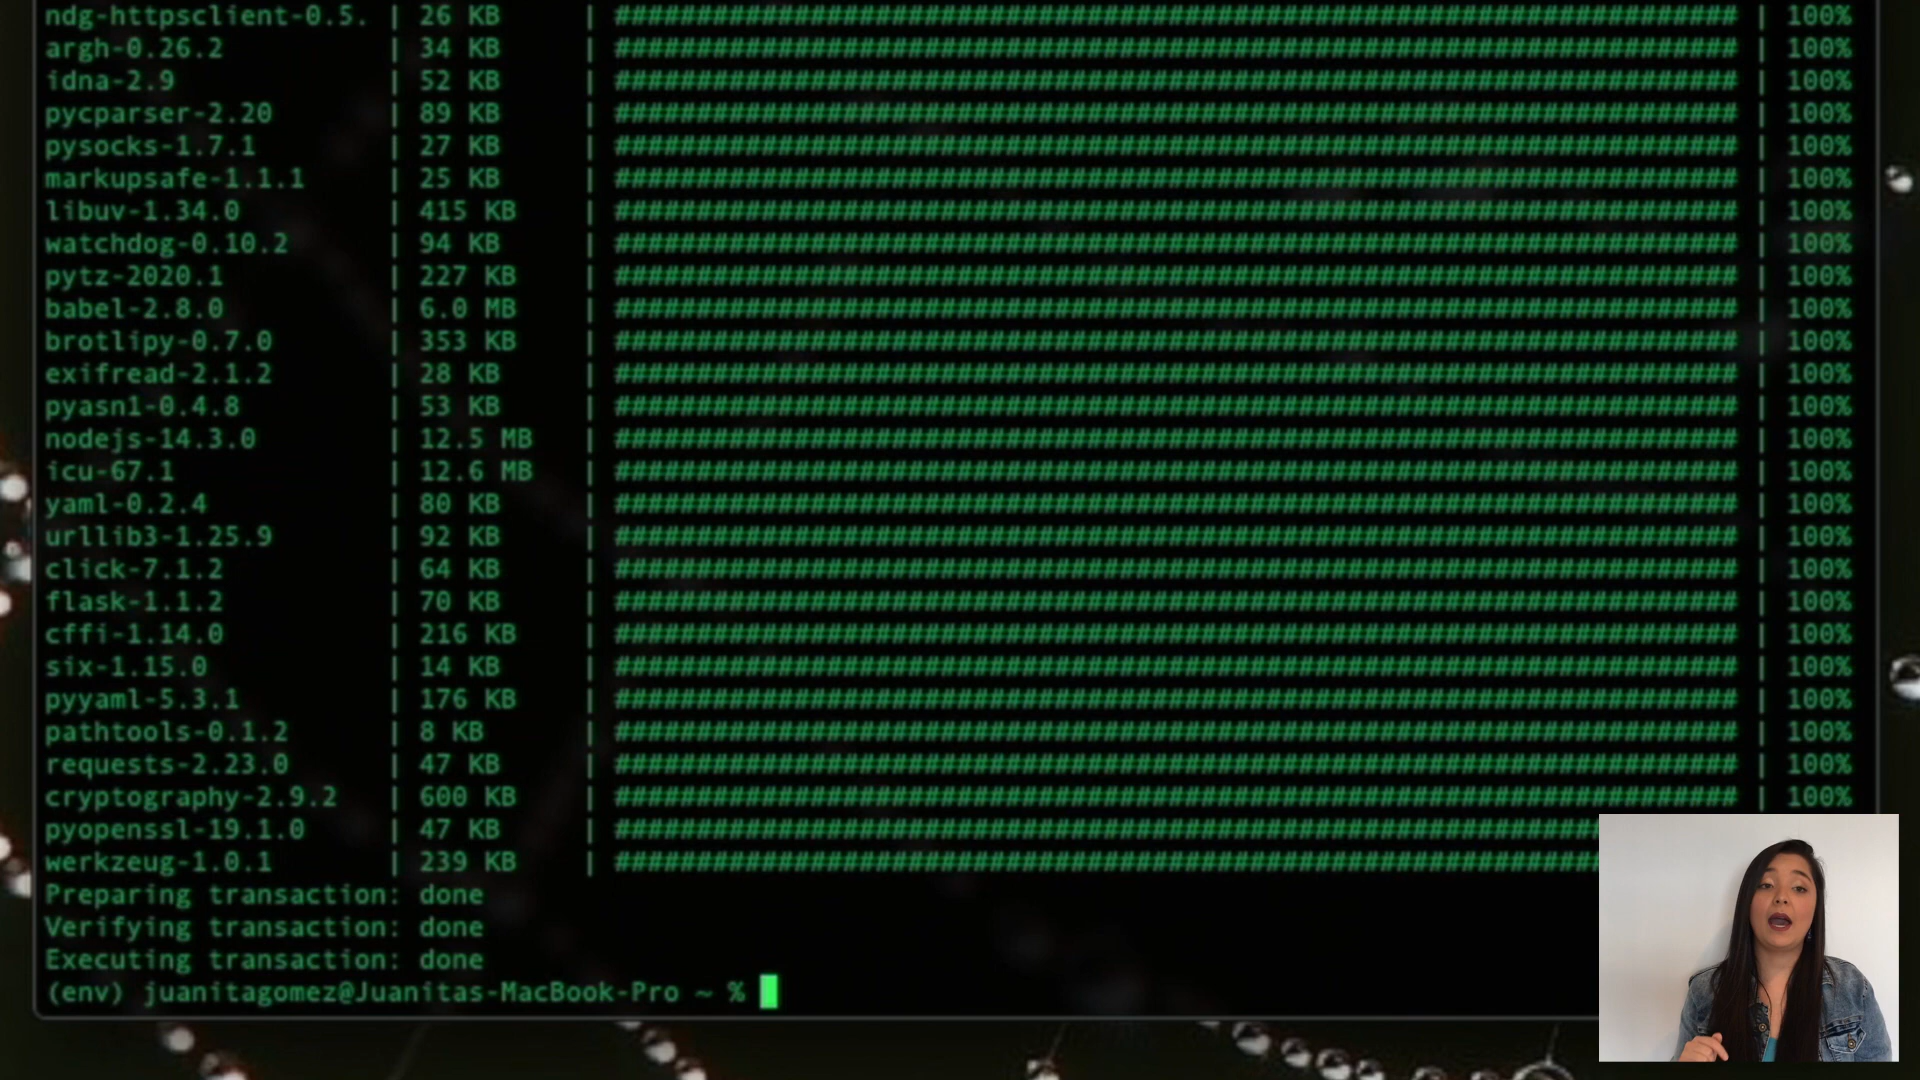 ndg-httpsclient-0.5. | 26 KB | ##################################################################### | 100%
argh-0.26.2 | 34 KB | ##################################################################### | 100%
idna-2.9 | 52 KB | ##################################################################### | 100%
pycparser-2.20 | 89 KB | ##################################################################### | 100%
pysocks-1.7.1 | 27 KB | ##################################################################### | 100%
markupsafe-1.1.1 | 25 KB | ##################################################################### | 100%
libuv-1.34.0 | 415 KB | ##################################################################### | 100%
watchdog-0.10.2 | 94 KB | ##################################################################### | 100%
pytz-2020.1 | 227 KB | ##################################################################### | 100%
babel-2.8.0 | 6.0 MB | ##################################################################### | 100%
brotlipy-0.7.0 | 353 KB | ##################################################################### | 100%
exifread-2.1.2 | 28 KB | ##################################################################### | 100%
pyasn1-0.4.8 | 53 KB | ##################################################################### | 100%
nodejs-14.3.0 | 12.5 MB | ##################################################################### | 100%
icu-67.1 | 12.6 MB | ##################################################################### | 100%
yaml-0.2.4 | 80 KB | ##################################################################### | 100%
urllib3-1.25.9 | 92 KB | ##################################################################### | 100%
click-7.1.2 | 64 KB | ##################################################################### | 100%
flask-1.1.2 | 70 KB | ##################################################################### | 100%
cffi-1.14.0 | 216 KB | ##################################################################### | 100%
six-1.15.0 | 14 KB | ##################################################################### | 100%
pyyaml-5.3.1 | 176 KB | ##################################################################### | 100%
pathtools-0.1.2 | 8 KB | ##################################################################### | 100%
requests-2.23.0 | 47 KB | ##################################################################### | 100%
cryptography-2.9.2 | 600 KB | ##################################################################### | 100%
pyopenssl-19.1.0 | 47 KB | ############################################################
werkzeug-1.0.1 | 239 KB | ############################################################
Preparing transaction: done
Verifying transaction: done
Executing transaction: done
(env) juanitagomez@Juanitas-MacBook-Pro ~ %